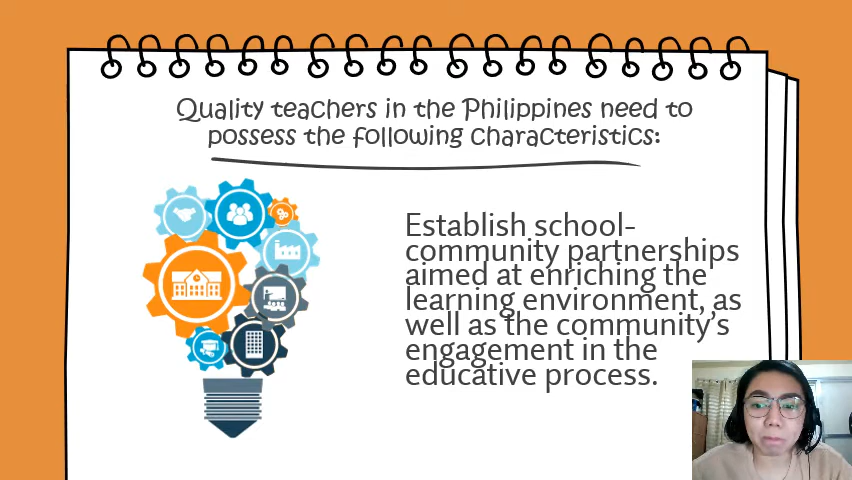 Quality teachers in the Philippines need to
possess the following characteristics:
Establish school-
community partnerships
aimed at enriching the
learning environment, as
well as the community's
engagement in the
educative process.